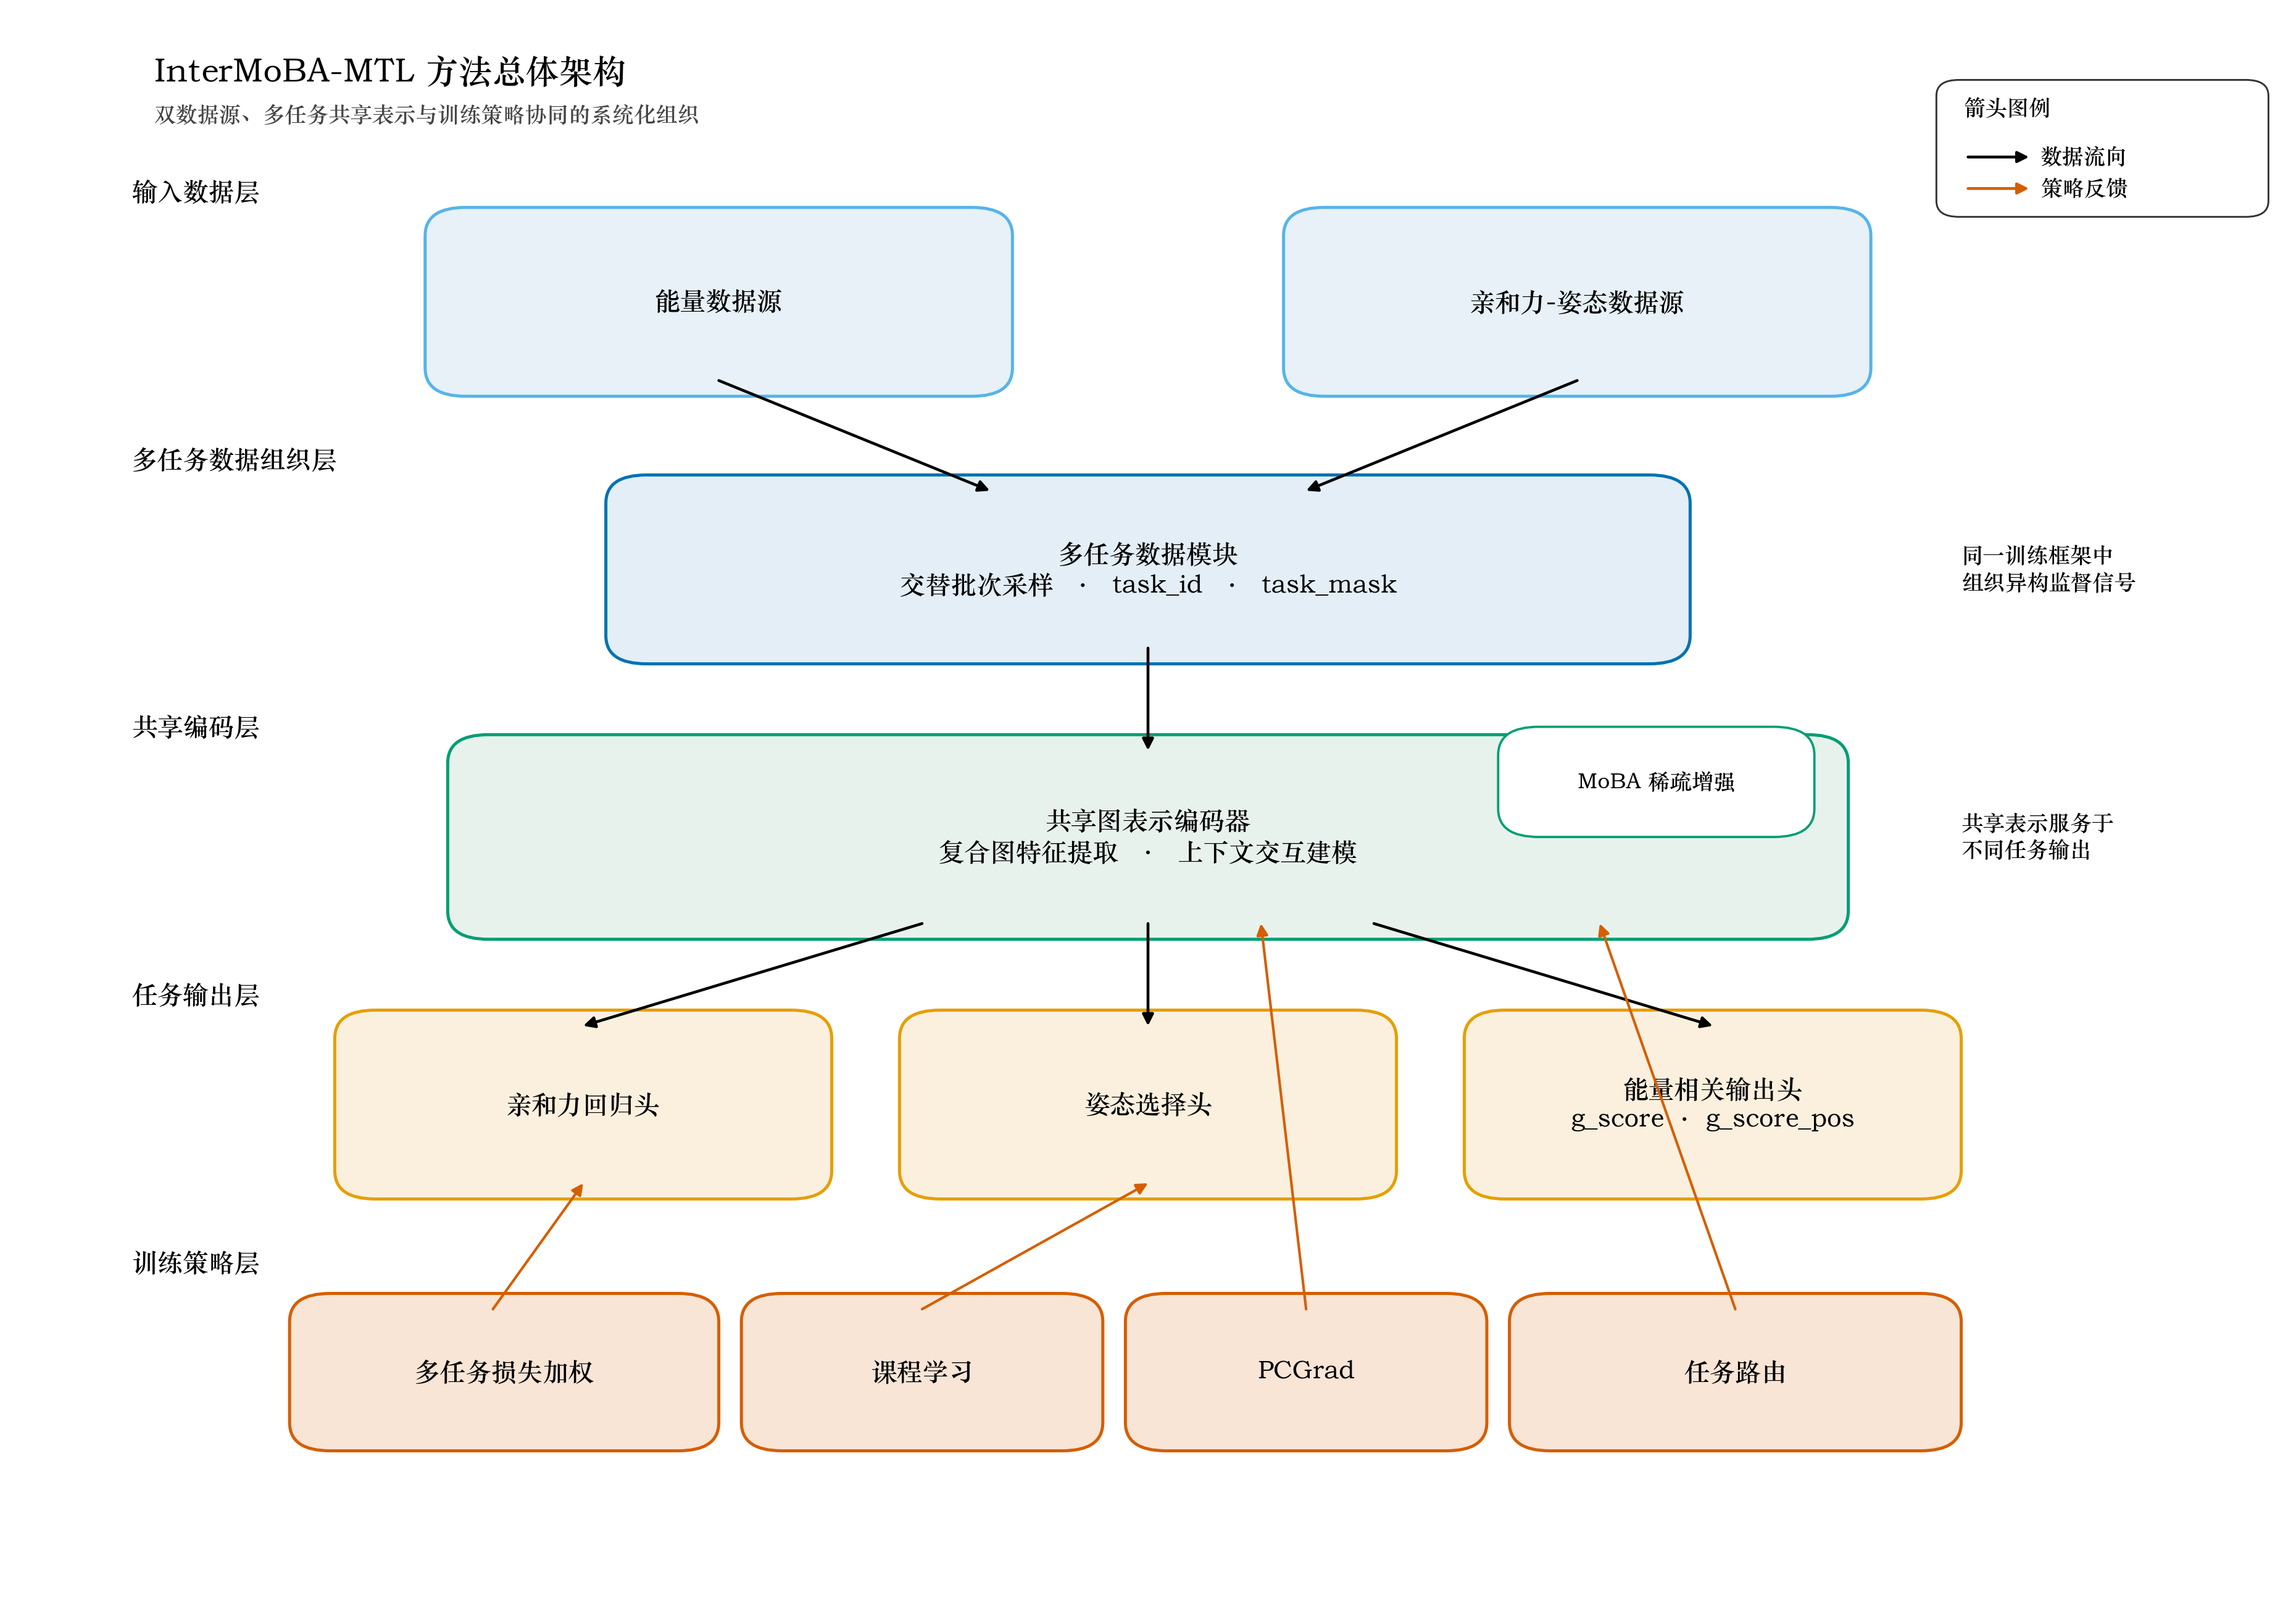 InterMoBA-MTL 方法总体架构
双数据源、多任务共享表示与训练策略协同的系统化组织
箭头图例
数据流向
策略反馈
输入数据层
能量数据源
亲和力-姿态数据源
多任务数据组织层
多任务数据模块
交替批次采样 · task_id · task_mask
同一训练框架中
组织异构监督信号
共享编码层
MoBA 稀疏增强
共享图表示编码器
复合图特征提取 · 上下文交互建模
共享表示服务于
不同任务输出
任务输出层
亲和力回归头
姿态选择头
能量相关输出头
g_score · g_score_pos
训练策略层
多任务损失加权
课程学习
PCGrad
任务路由